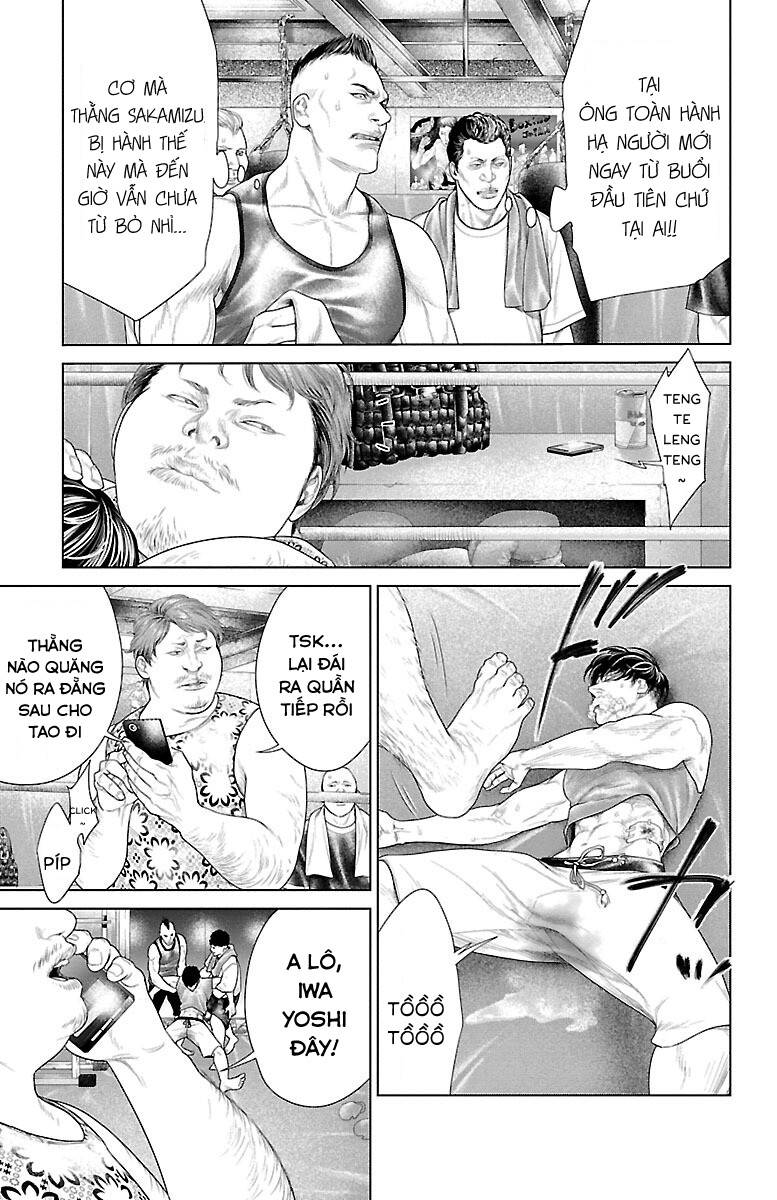 TẠI
ÔNG TOÀN HÀNH
HẠ NGƯỜI MỚI
NGAY TỪ BUỔI
ĐẦU TIÊN CHỨ
TẠI AI!!
CƠ MÀ
THẰNG SAKAMIZU
BỊ HÀNH THẾ
NÀY MÀ ĐẾN
GIỜ VẪN CHƯA
TỪ BỎ NHỈ...
Boxing
TENG
TE
LENG
TENG
~
TỒỒỒ
TỒỒỒ
TSK...
LẠI ĐÁI
RA QUẦN
TIẾP RỒI
THẰNG
NÀO QUĂNG
NÓ RA ĐẰNG
SAU CHO
TAO ĐI
CLICK
~
PÍP
A LÔ,
IWA
YOSHI
ĐÂY!